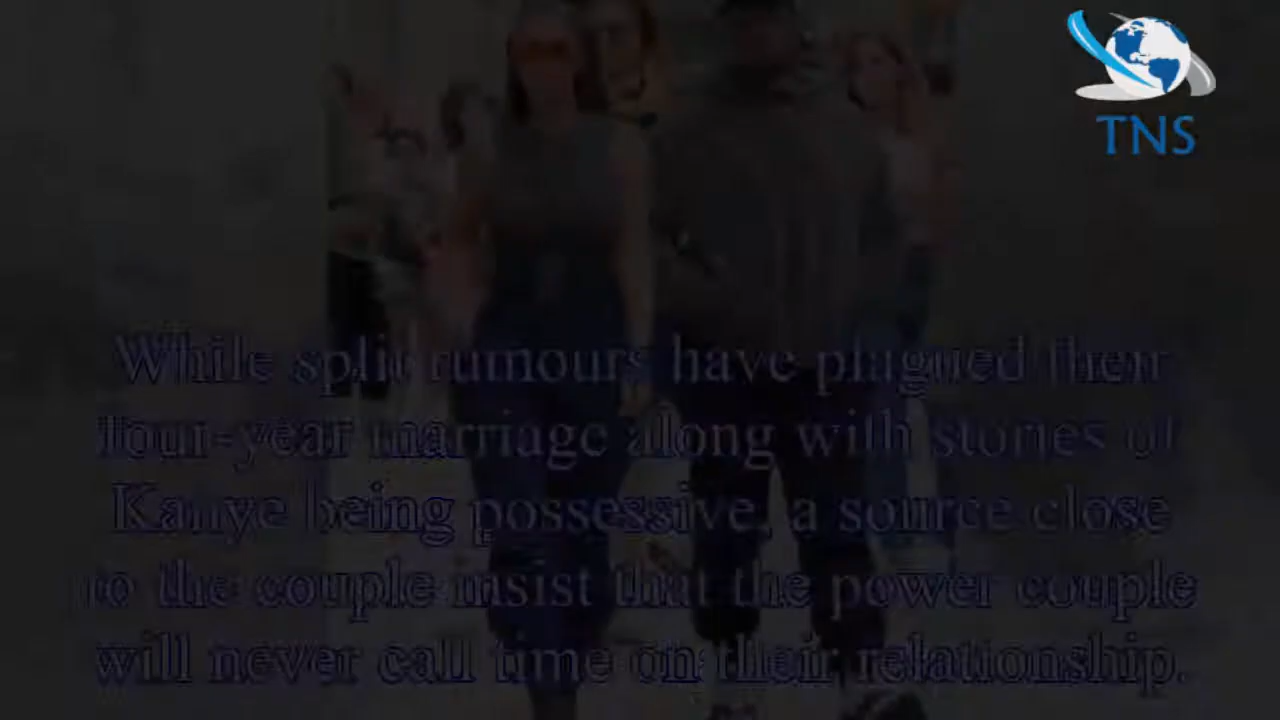 TNS
While split rumours have plagued their
four-year marriage along with stories of
Kanye being possessive, a source close
to the couple insist that the power couple
will never call time on their relationship.